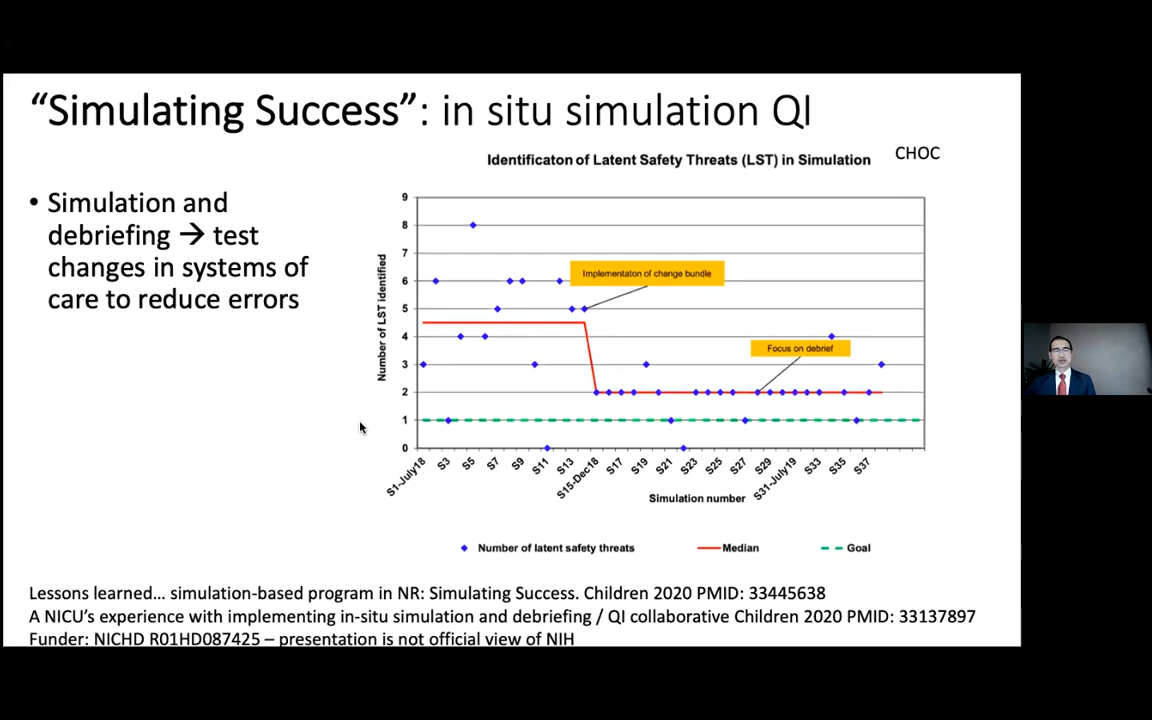 “Simulating Success”: in situ simulation QI
CHOC
Identificaton of Latent Safety Threats (LST) in Simulation
• Simulation and
debriefing → test
changes in systems of
care to reduce errors
Number of LST identified
9
8
7
6
5
4
3
2
1
0
Implementaton of change bundle
Focus on debrief
S1-July18
S3
S5
S7
S9
S11
S13
S15-Dec18
S17
S19
S21
S23
S25
S27
S29
S31-July19
S33
S35
S37
Simulation number
Number of latent safety threats
Median
Goal
Lessons learned... simulation-based program in NR: Simulating Success. Children 2020 PMID: 33445638
A NICU’s experience with implementing in-situ simulation and debriefing / QI collaborative Children 2020 PMID: 33137897
Funder: NICHD R01HD087425 – presentation is not official view of NIH